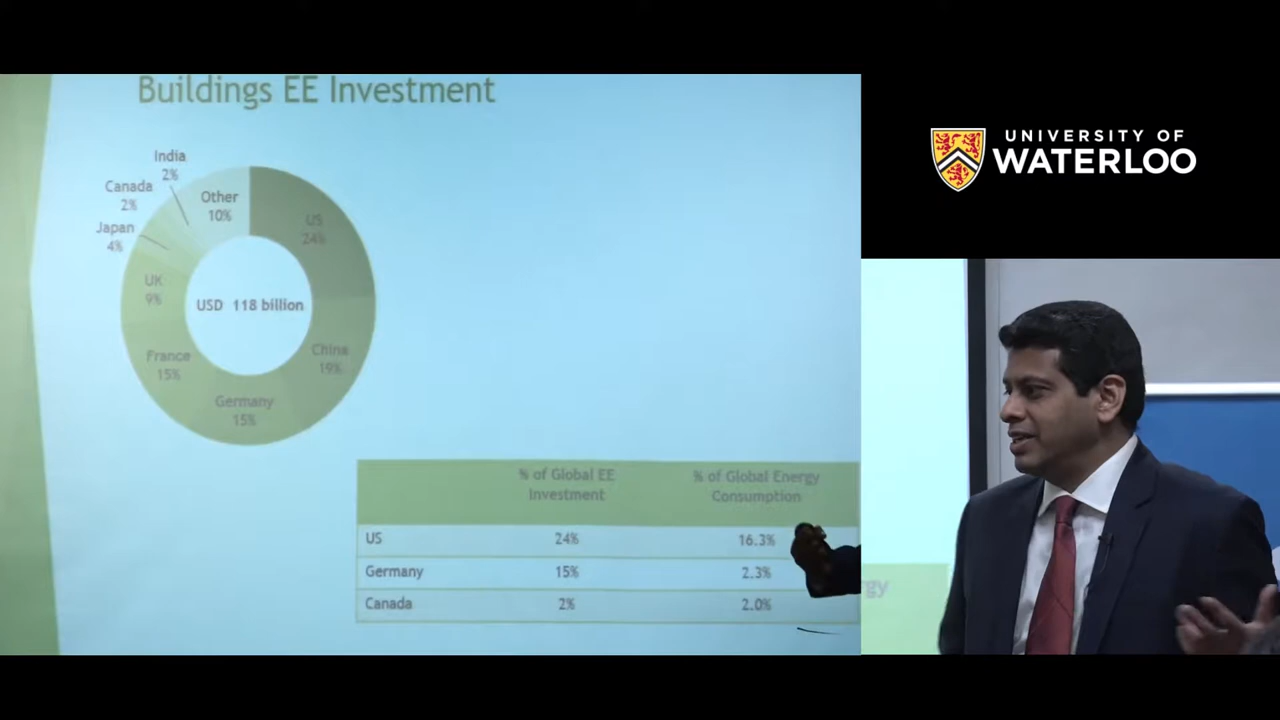 Buildings EE Investment
India
2%
Canada
2%
Other
10%
US
24%
Japan
4%
UK
9%
USD 118 billion
China
19%
France
15%
Germany
15%
% of Global EE
Investment
% of Global Energy
Consumption
US 24% 16.3%
Germany 15% 2.3%
Canada 2% 2.0%
UNIVERSITY OF
WATERLOO
gy